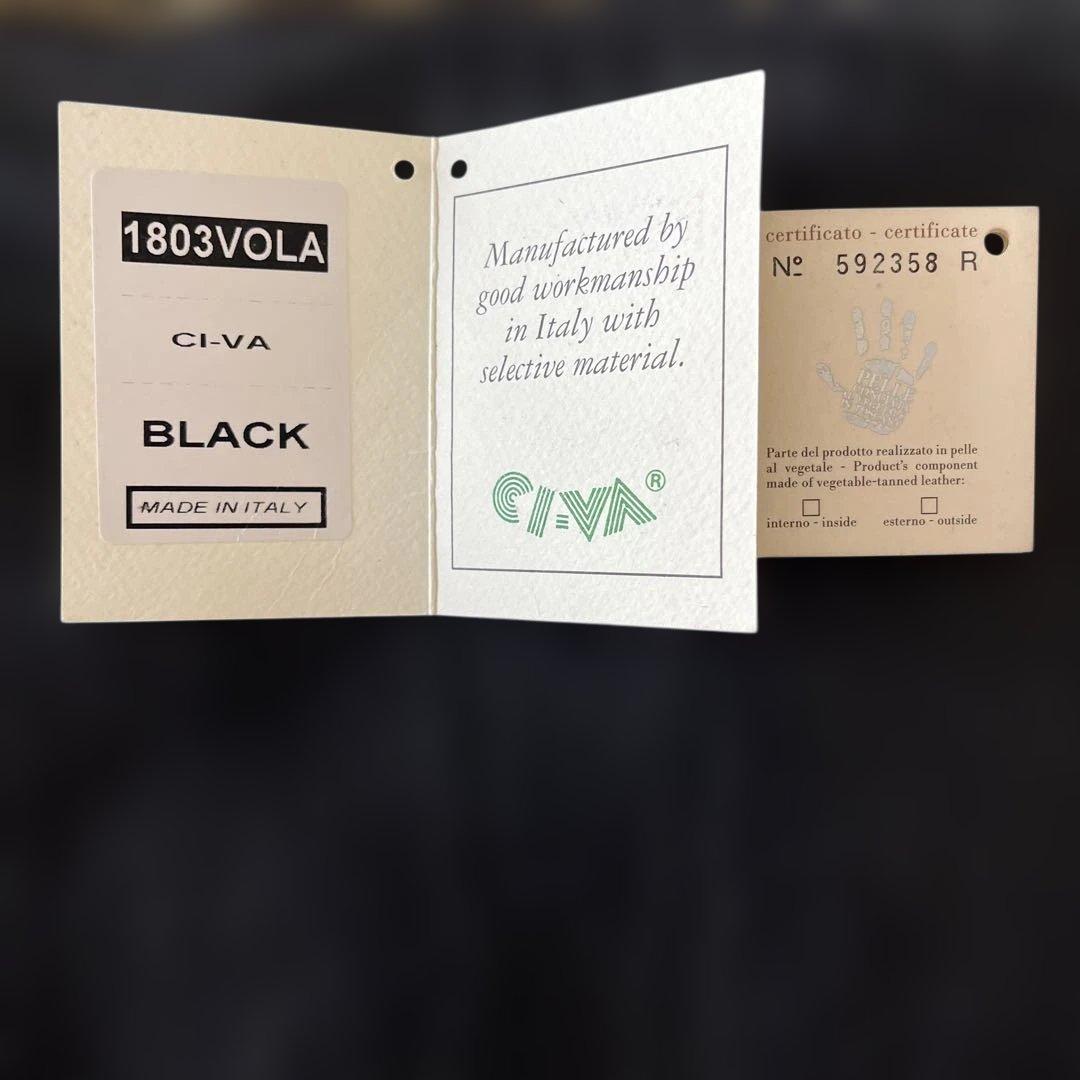 1803VOLA
CI-VA
BLACK
MADE IN ITALY
Manufactured by
good workmanship
in Italy with
selective material.
CI-VA®
certificato - certificate
Nº 592358 R
PELLE
Parte del prodotto realizzato in pelle
al vegetale - Product's component
made of vegetable-tanned leather:
interno - inside esterno - outside